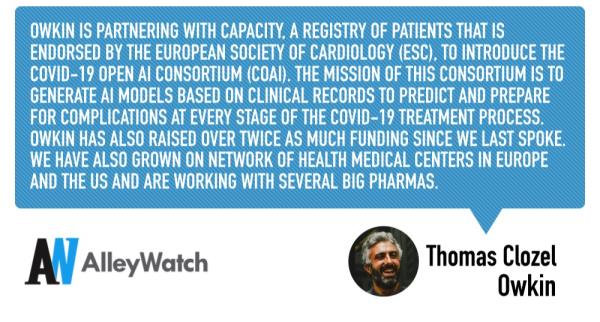 OWKIN IS PARTNERING WITH CAPACITY, A REGISTRY OF PATIENTS THAT IS
ENDORSED BY THE EUROPEAN SOCIETY OF CARDIOLOGY (ESC), TO INTRODUCE THE
COVID-19 OPEN AI CONSORTIUM (COAI). THE MISSION OF THIS CONSORTIUM IS TO
GENERATE AI MODELS BASED ON CLINICAL RECORDS TO PREDICT AND PREPARE
FOR COMPLICATIONS AT EVERY STAGE OF THE COVID-19 TREATMENT PROCESS.
OWKIN HAS ALSO RAISED OVER TWICE AS MUCH FUNDING SINCE WE LAST SPOKE.
WE HAVE ALSO GROWN ON NETWORK OF HEALTH MEDICAL CENTERS IN EUROPE
AND THE US AND ARE WORKING WITH SEVERAL BIG PHARMAS.
AW AlleyWatch
Thomas Clozel
Owkin